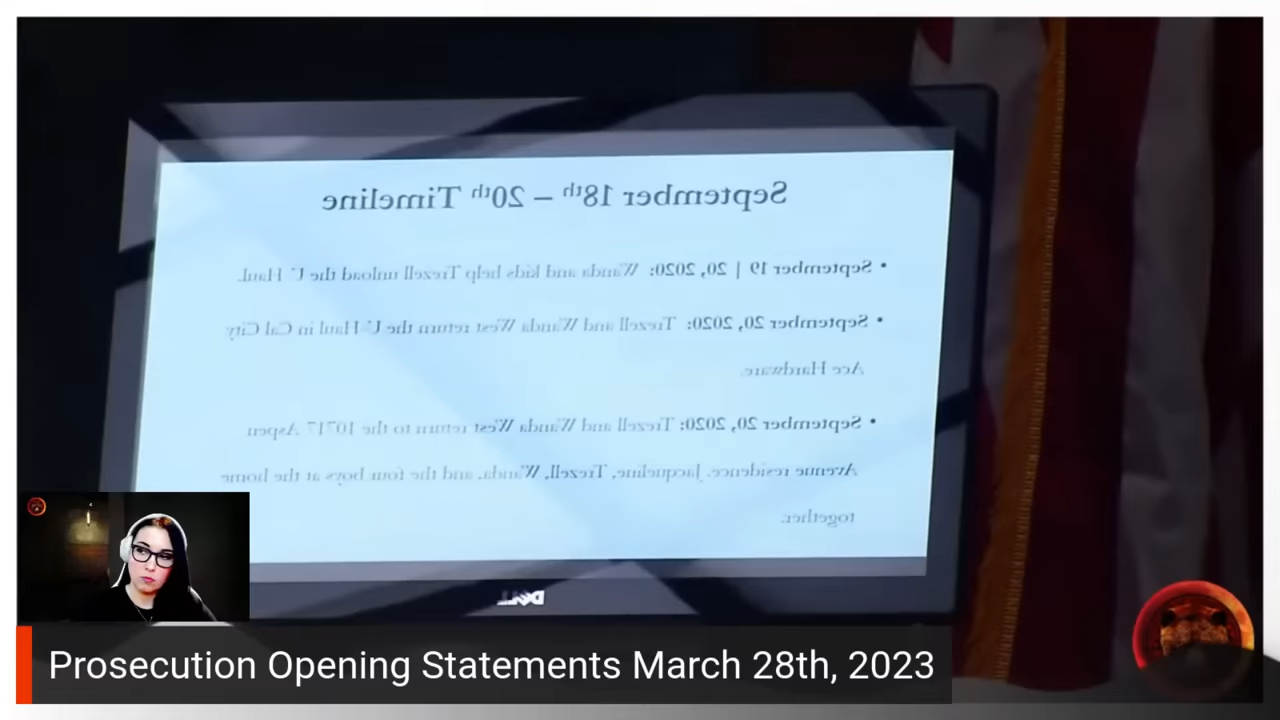 September 18th – 20th Timeline
• September 19 | 20, 2020: Wanda and kids help Trezell unload the U-Haul.
• September 20, 2020: Trezell and Wanda West return the U-Haul in Cal City
Ace Hardware.
• September 20, 2020: Trezell and Wanda West return to the 10717 Aspen
Avenue residence. Jacqueline, Trezell, Wanda, and the four boys at the home
together.
DELL
Prosecution Opening Statements March 28th, 2023